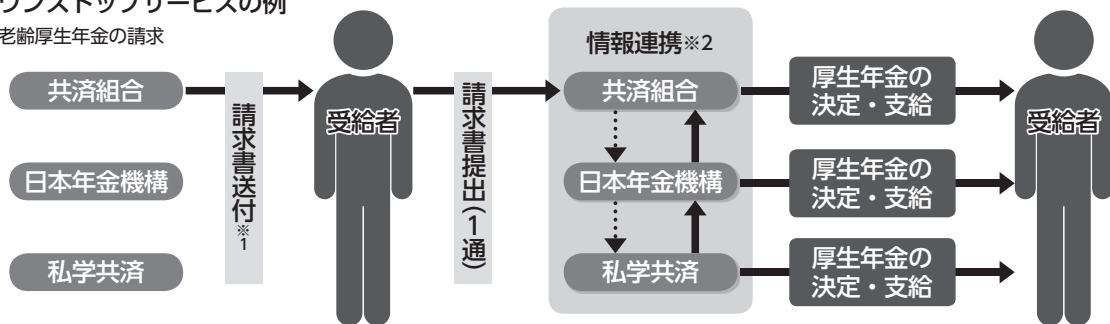 ワンストップサービスの例
老齢厚生年金の請求
共済組合
日本年金機構
私学共済
請求書送付※1
受給者
請求書提出(1通)
情報連携※2
共済組合
日本年金機構
私学共済
厚生年金の
決定・支給
厚生年金の
決定・支給
厚生年金の
決定・支給
受給者